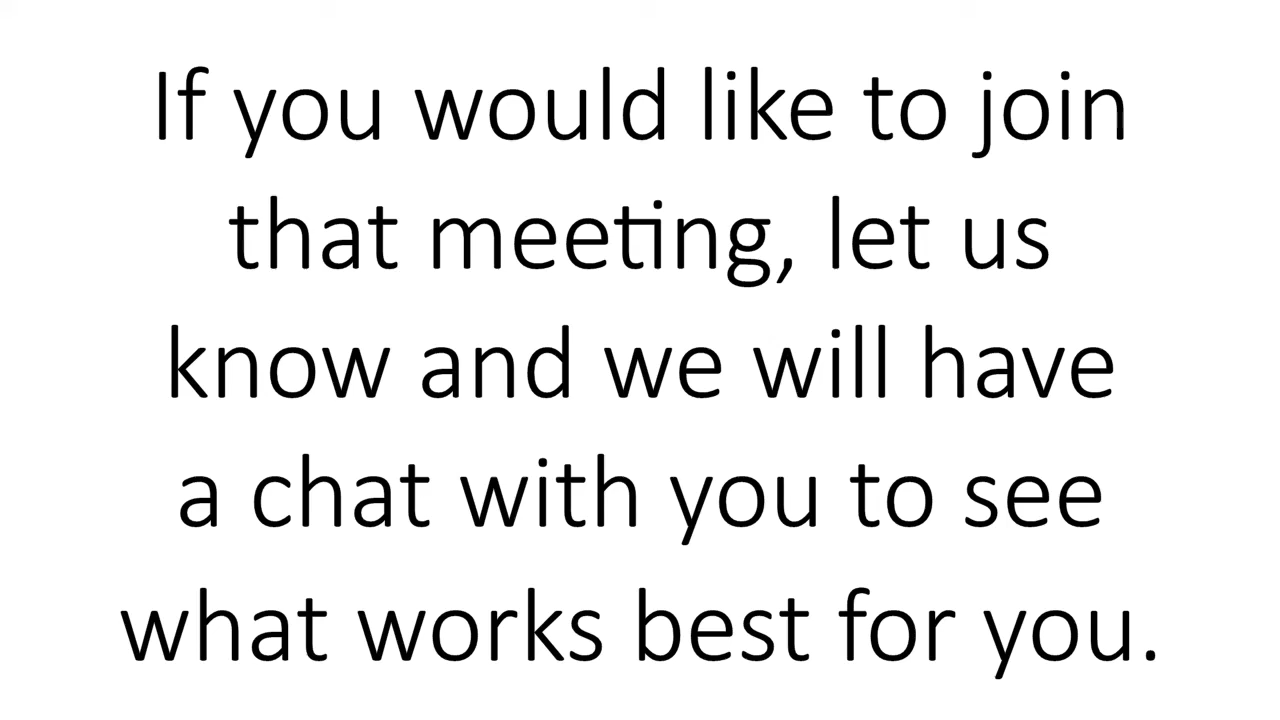 If you would like to join
that meeting, let us
know and we will have
a chat with you to see
what works best for you.